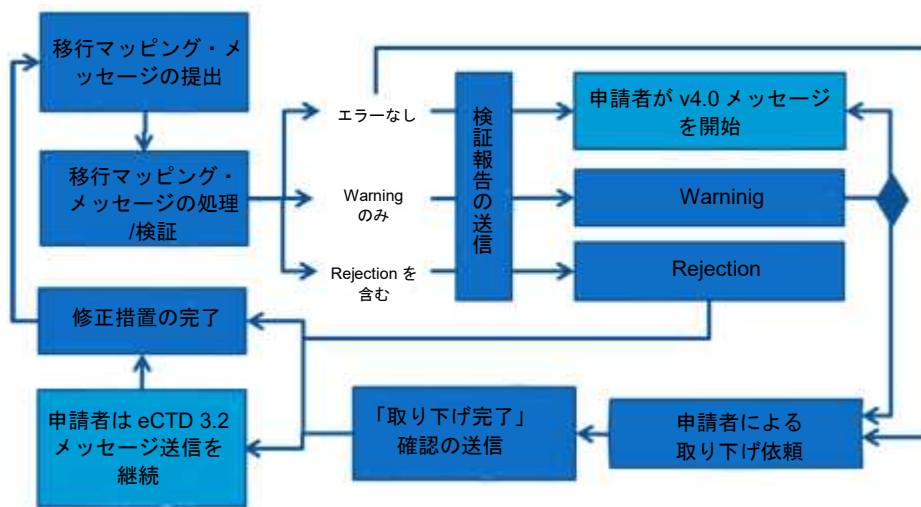 移行マッピング・メ
ッセージの提出
移行マッピング・
メッセージの処理
/検証
エラーなし
Warning
のみ
Rejection を
含む
検証報告の送信
申請者が v4.0 メッセージ
を開始
Warninig
Rejection
修正措置の完了
申請者は eCTD 3.2
メッセージ送信を
継続
「取り下げ完了」
確認の送信
申請者による
取り下げ依頼